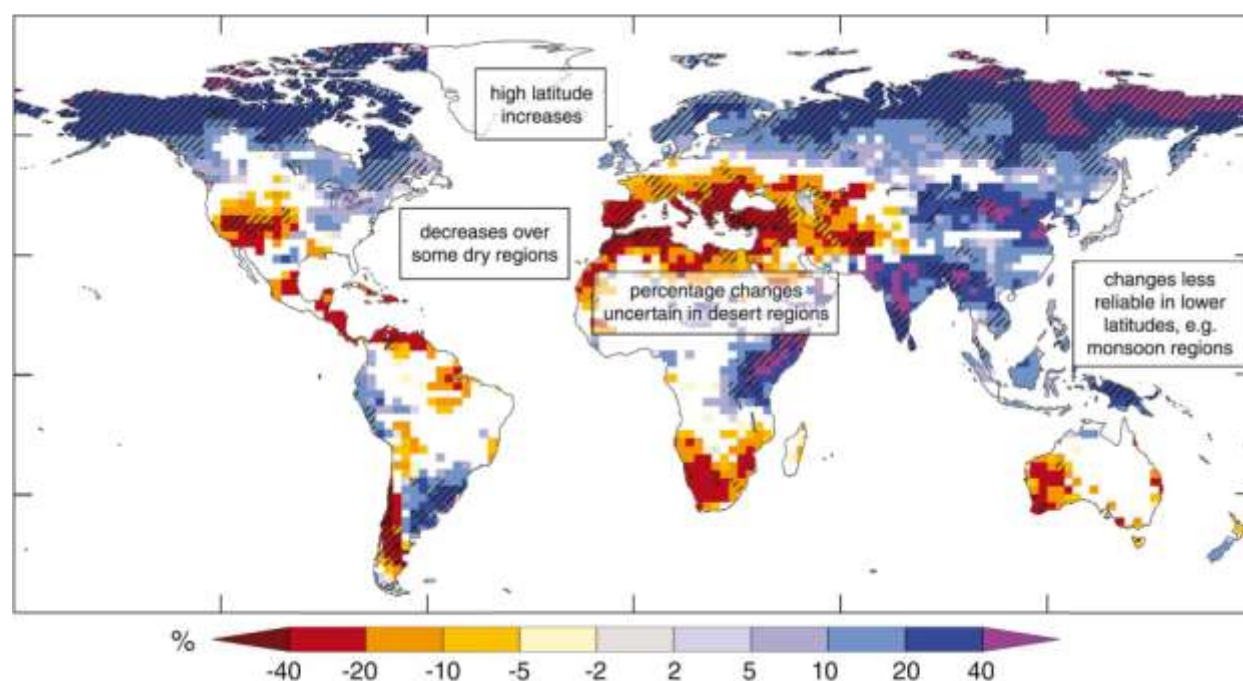 high latitude
increases
decreases over
some dry regions
percentage changes
uncertain in desert regions
changes less
reliable in lower
latitudes, e.g.
monsoon regions
%
-40 -20 -10 -5 -2 2 5 10 20 40